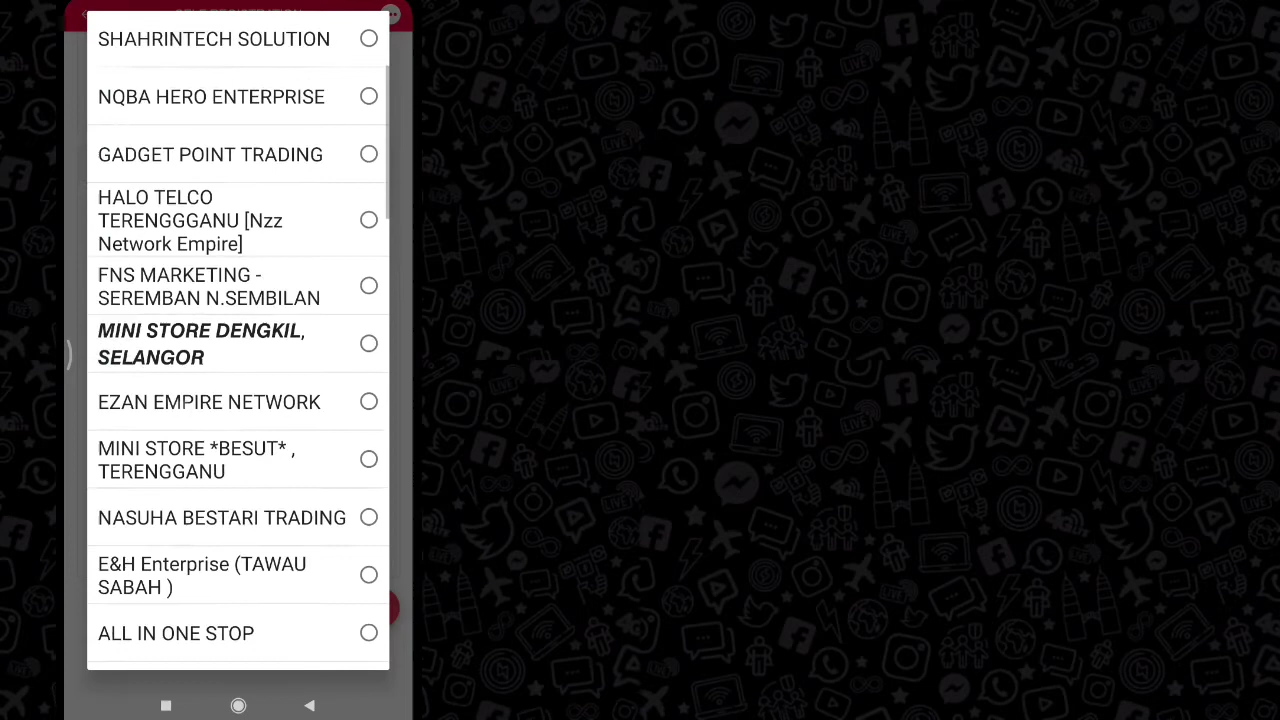 SELF REGISTRATION
SHAHRINTECH SOLUTION
NQBA HERO ENTERPRISE
GADGET POINT TRADING
HALO TELCO
TERENGGGANU [Nzz
Network Empire]
FNS MARKETING -
SEREMBAN N.SEMBILAN
MINI STORE DENGKIL,
SELANGOR
EZAN EMPIRE NETWORK
MINI STORE *BESUT* ,
TERENGGANU
NASUHA BESTARI TRADING
E&H Enterprise (TAWAU
SABAH )
ALL IN ONE STOP